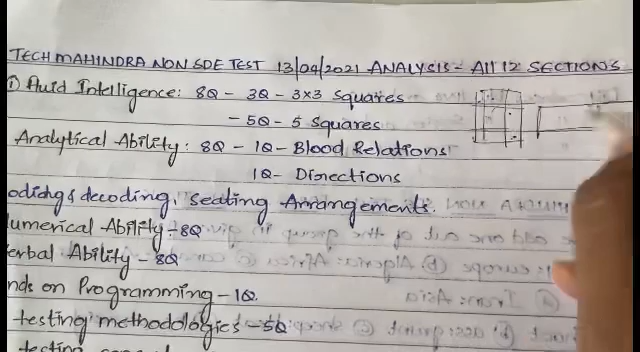 TECH MAHINDRA NON SDE TEST 13/04/2021 ANALYSIS - All 12 SECTIONS
① Fluid Intelligence: 8Q - 3Q - 3x3 Squares
- 5Q - 5 Squares
Analytical Ability: 8Q - 1Q - Blood Relations
1Q - Directions
oding & decoding, Seating Arrangements.
umerical Ability - 8Q
erbal Ability - 8Q
nds on Programming - 1Q.
testing methodologies - 5Q